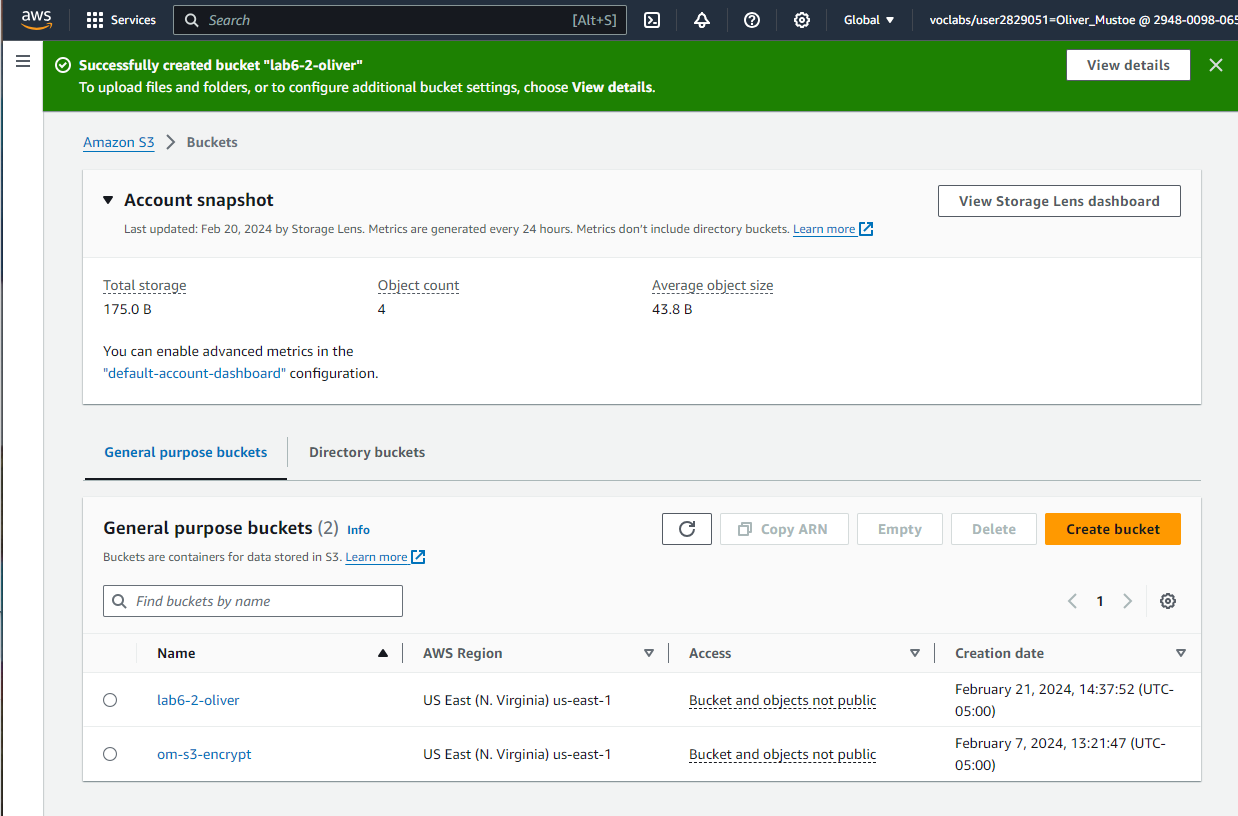 aws
Services
Search
[Alt+S]
Global
voclabs/user2829051=Oliver_Mustoe @ 2948-0098-065
Successfully created bucket "lab6-2-oliver"
To upload files and folders, or to configure additional bucket settings, choose View details.
View details
Amazon S3
Buckets
Account snapshot
Last updated: Feb 20, 2024 by Storage Lens. Metrics are generated every 24 hours. Metrics don't include directory buckets. Learn more
View Storage Lens dashboard
Total storage
175.0 B
Object count
4
Average object size
43.8 B
You can enable advanced metrics in the
"default-account-dashboard" configuration.
General purpose buckets
Directory buckets
General purpose buckets (2) Info
Buckets are containers for data stored in S3. Learn more
Copy ARN
Empty
Delete
Create bucket
Find buckets by name
1
Name
AWS Region
Access
Creation date
lab6-2-oliver
US East (N. Virginia) us-east-1
Bucket and objects not public
February 21, 2024, 14:37:52 (UTC-
05:00)
om-s3-encrypt
US East (N. Virginia) us-east-1
Bucket and objects not public
February 7, 2024, 13:21:47 (UTC-
05:00)